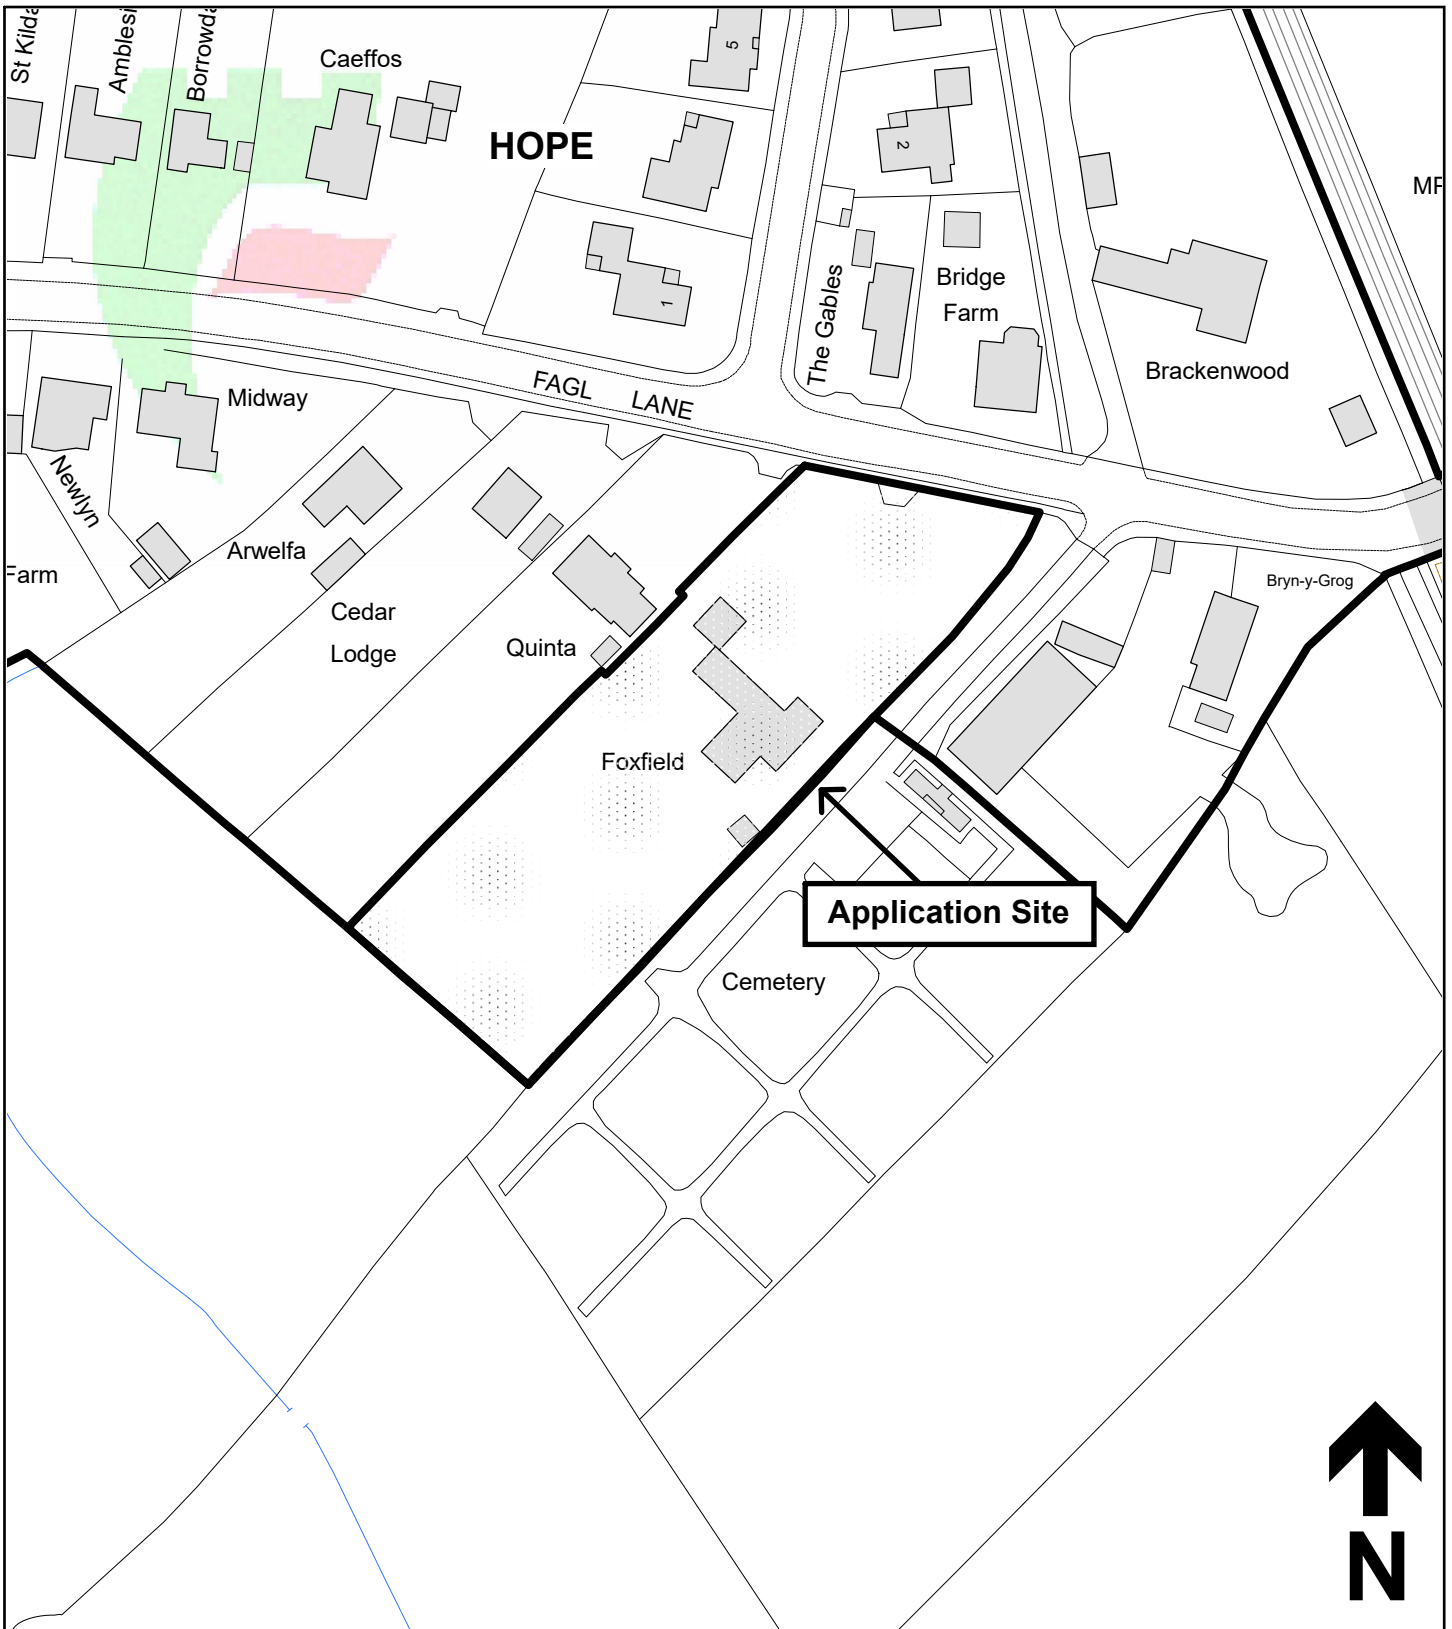 St Kilda
Amblesi
Borrowda
Caeffos
5
HOPE
2
MF
The Gables
Bridge
Farm
1
Brackenwood
FAGL LANE
Midway
Newlyn
Arwelfa
Farm
Cedar
Lodge
Quinta
Bryn-y-Grog
Foxfield
Application Site
Cemetery
N